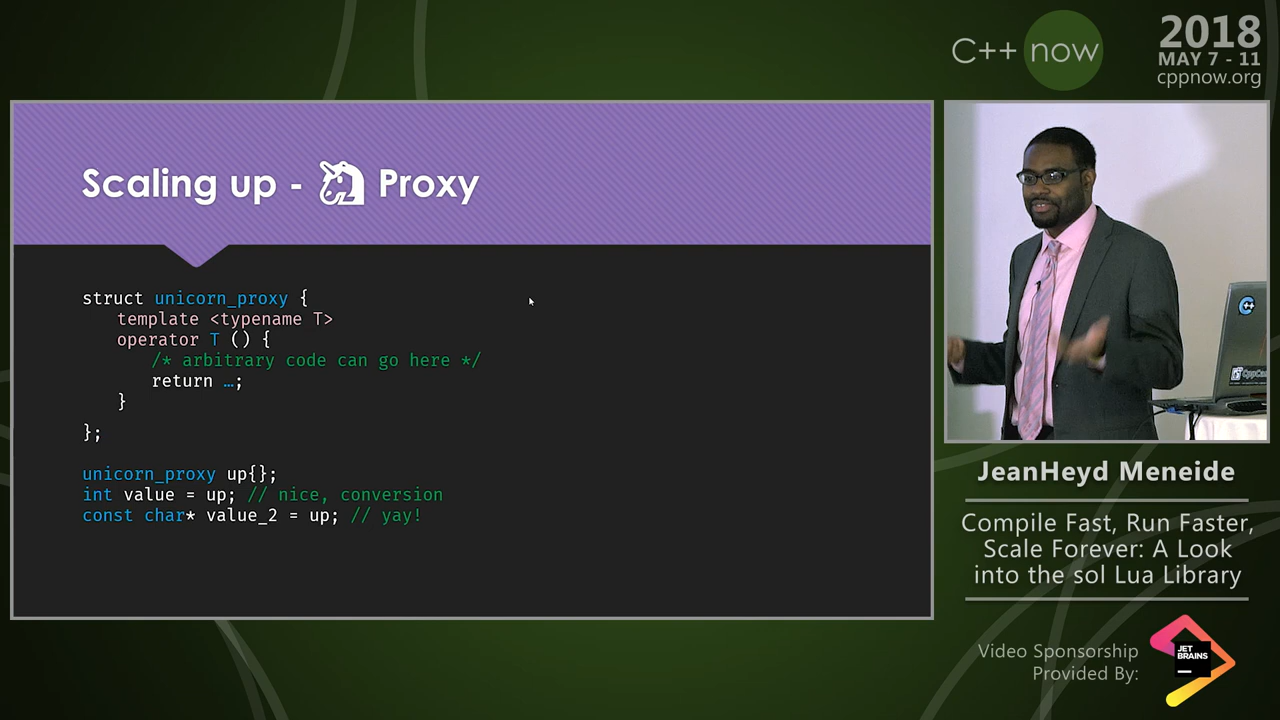 C++ now
2018
MAY 7 - 11
cppnow.org
Scaling up - Proxy
struct unicorn_proxy {
template <typename T>
operator T () {
/* arbitrary code can go here */
return …;
}
};
unicorn_proxy up{};
int value = up; // nice, conversion
const char* value_2 = up; // yay!
JeanHeyd Meneide
Compile Fast, Run Faster,
Scale Forever: A Look
into the sol Lua Library
Video Sponsorship
Provided By:
JET
BRAINS